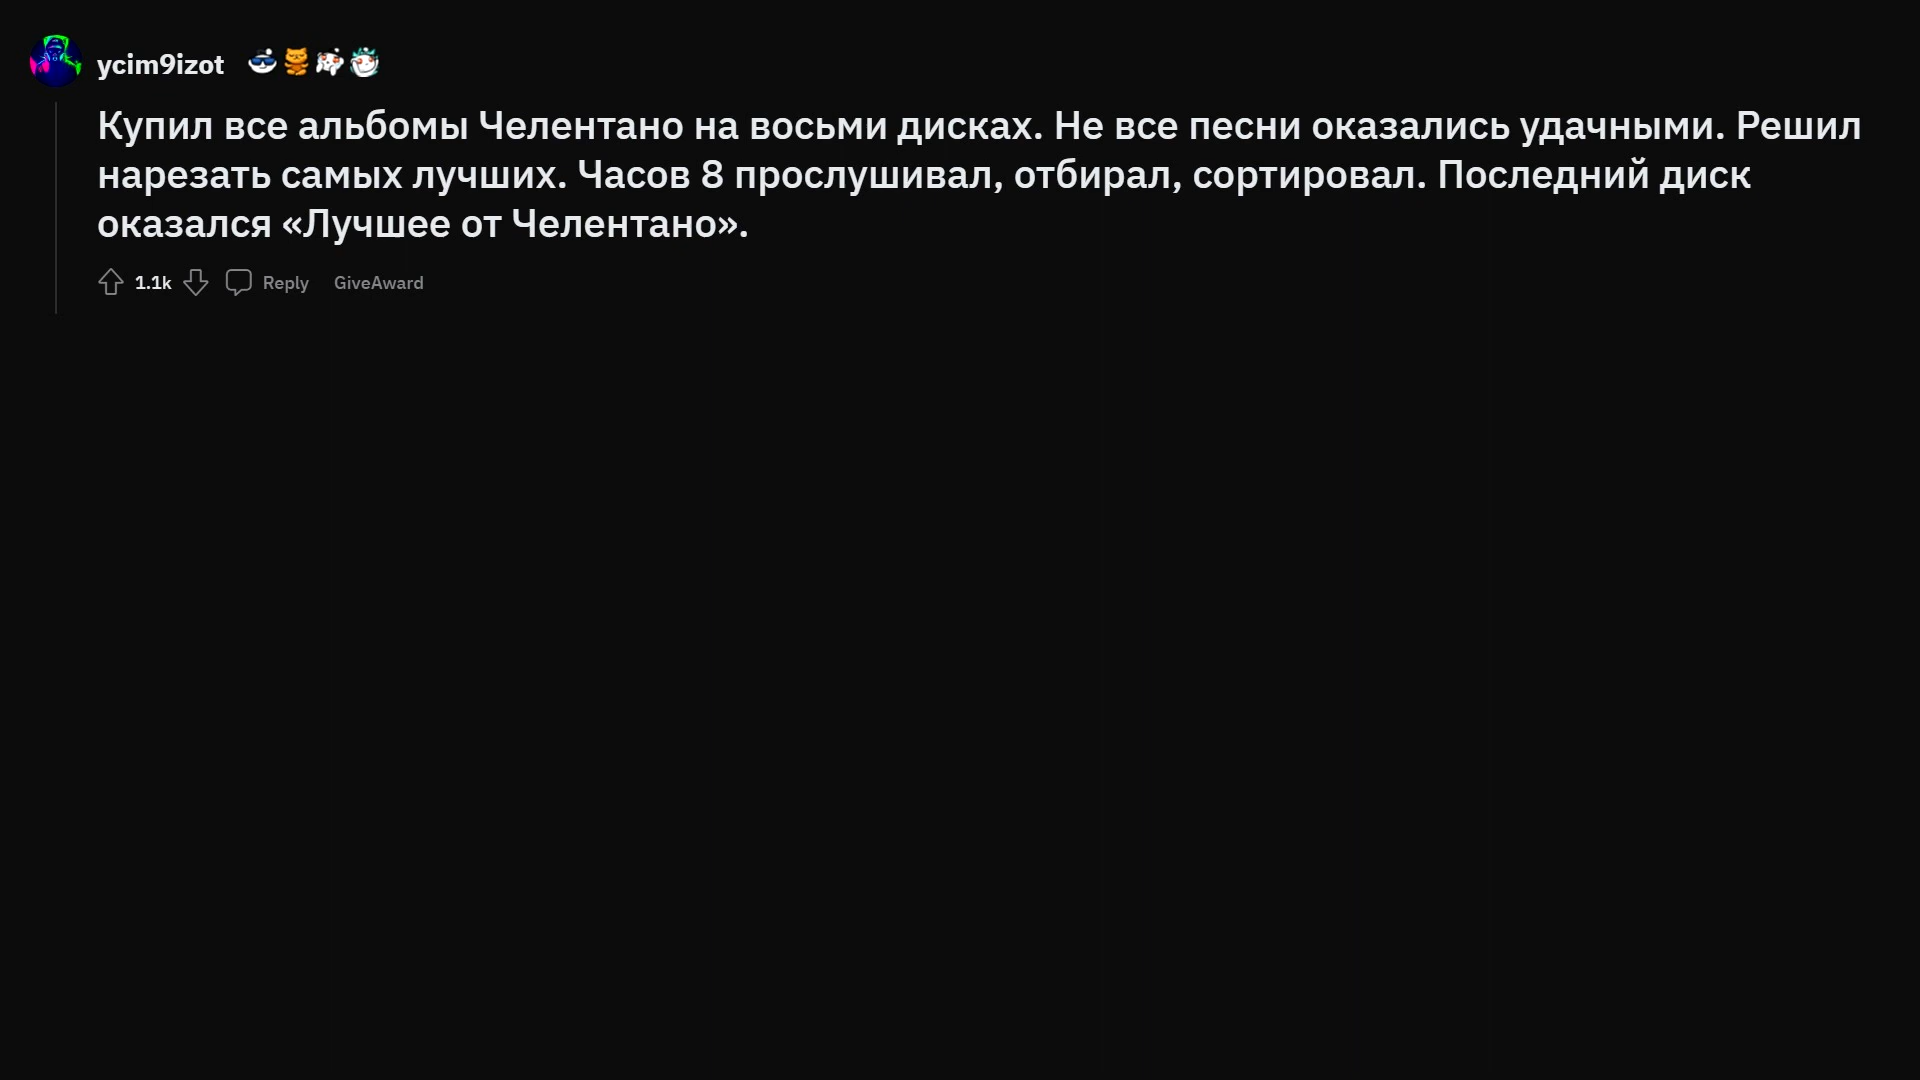 ycim9izot
Купил все альбомы Челентано на восьми дисках. Не все песни оказались удачными. Решил
нарезать самых лучших. Часов 8 прослушивал, отбирал, сортировал. Последний диск
оказался «Лучшее от Челентано».
1.1k Reply GiveAward